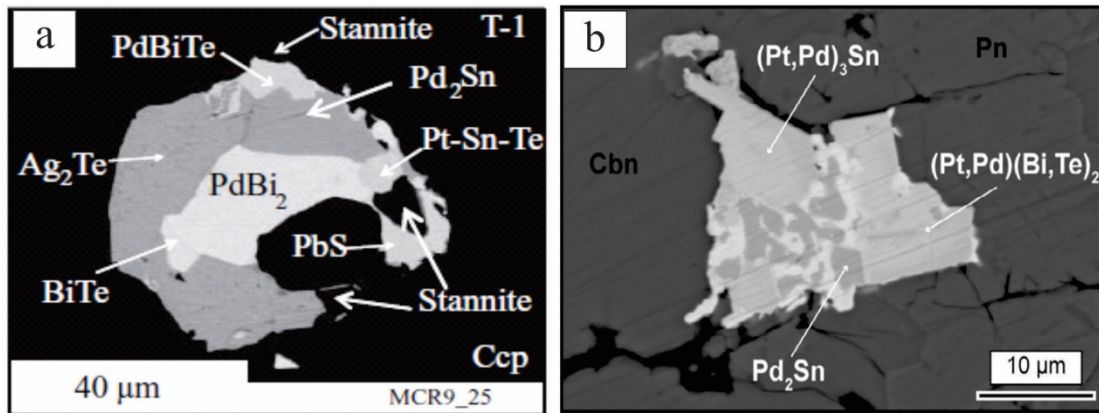 a
Stannite
T-1
PdBiTe
Pd₂Sn
Pt-Sn-Te
Ag₂Te
PdBi₂
PbS
BiTe
Stannite
Ccp
40 µm
MCR9_25
b
(Pt,Pd)₃Sn
Pn
Cbn
(Pt,Pd)(Bi,Te)₂
Pd₂Sn
10 µm